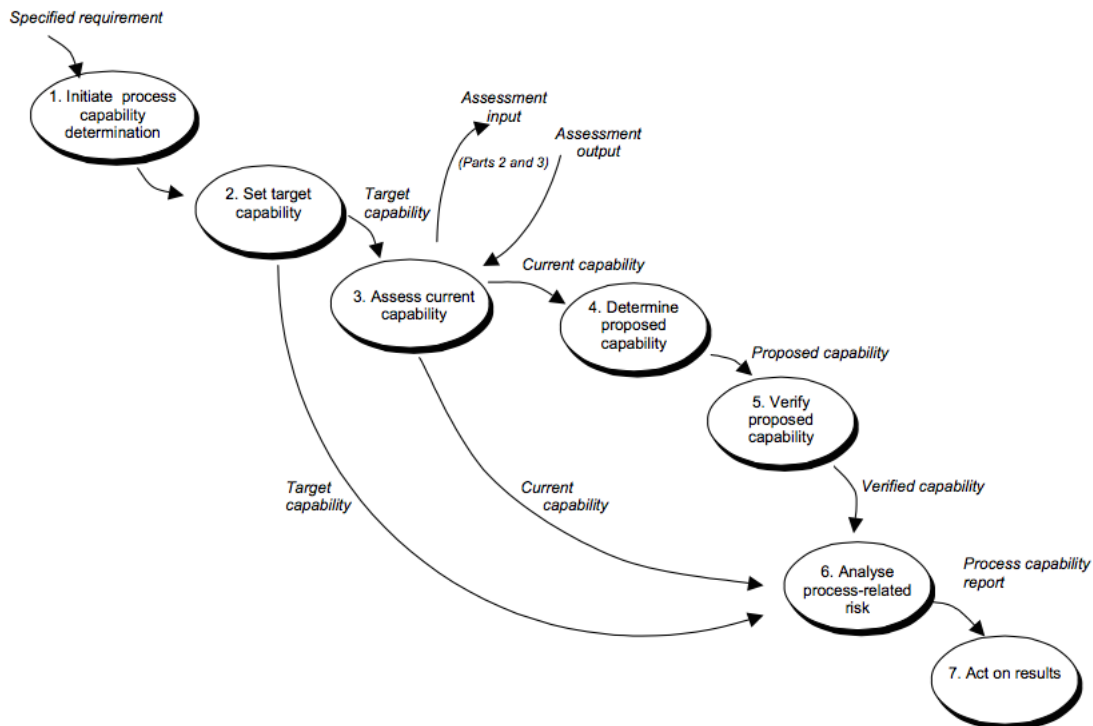 Specified requirement
1. Initiate process
capability
determination
Assessment
input
Assessment
output
(Parts 2 and 3)
2. Set target
capability
Target
capability
3. Assess current
capability
Current capability
4. Determine
proposed
capability
Proposed capability
5. Verify
proposed
capability
Target
capability
Current
capability
Verified capability
6. Analyse
process-related
risk
Process capability
report
7. Act on results